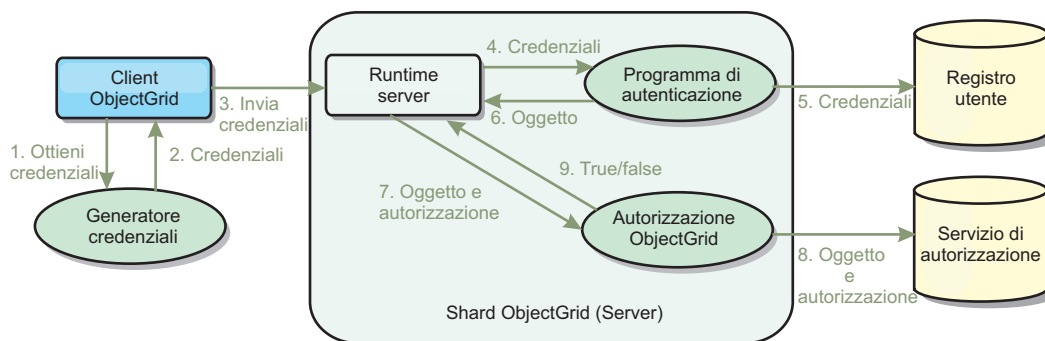 Client
ObjectGrid
1. Ottieni
credenziali
2. Credenziali
Generatore
credenziali
3. Invia
credenziali
Runtime
server
4. Credenziali
Programma di
autenticazione
5. Credenziali
Registro
utente
6. Oggetto
7. Oggetto e
autorizzazione
9. True/false
Autorizzazione
ObjectGrid
8. Oggetto
e
autorizzazione
Servizio di
autorizzazione
Shard ObjectGrid (Server)